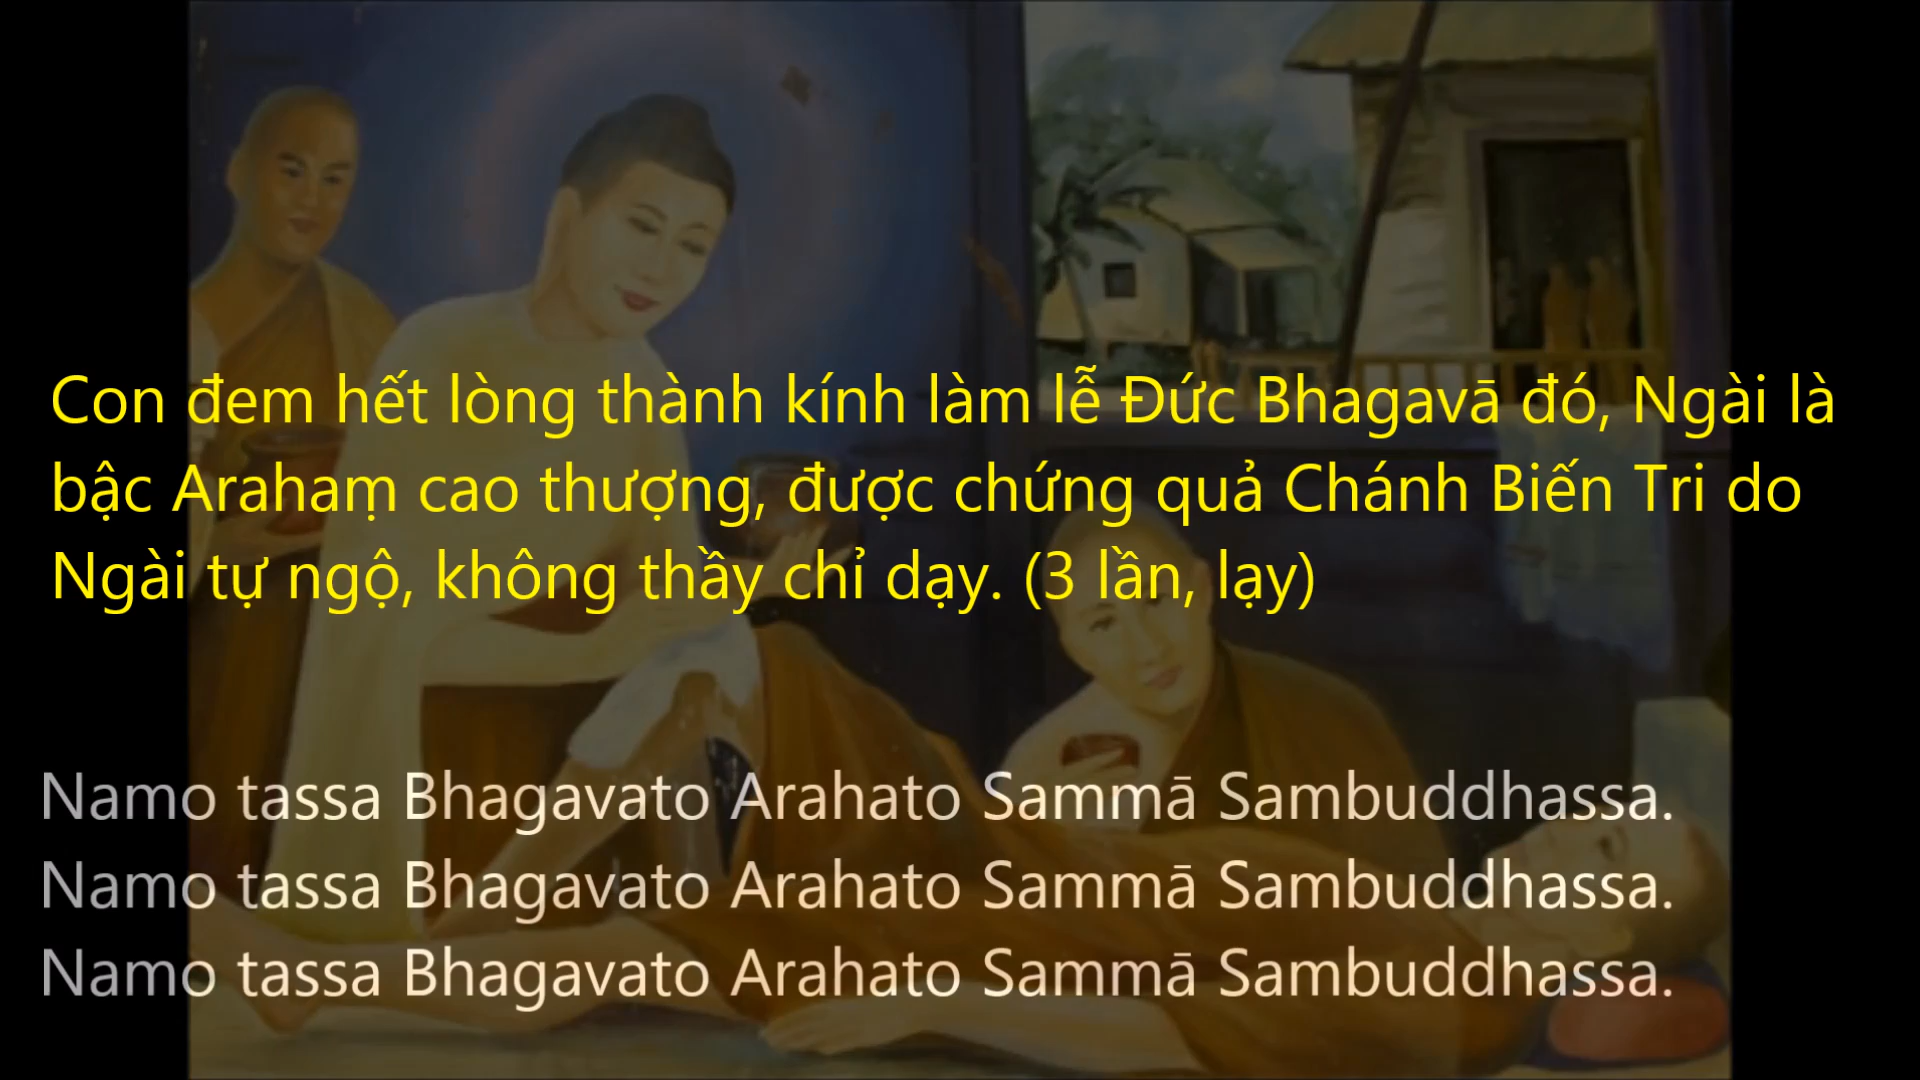 Con đem hết lòng thành kính làm lễ Đức Bhagavā đó, Ngài là
bậc Arahaṃ cao thượng, được chứng quả Chánh Biến Tri do
Ngài tự ngộ, không thầy chỉ dạy. (3 lần, lạy)
Namo tassa Bhagavato Arahato Sammā Sambuddhassa.
Namo tassa Bhagavato Arahato Sammā Sambuddhassa.
Namo tassa Bhagavato Arahato Sammā Sambuddhassa.